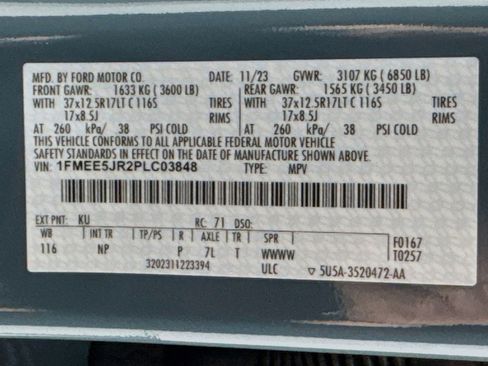 MFD. BY FORD MOTOR CO. DATE: 11/23 GVWR: 3107 KG ( 6850 LB)
FRONT GAWR: 1633 KG ( 3600 LB) REAR GAWR: 1565 KG ( 3450 LB)
WITH 37x12.5R17LT C 116S TIRES WITH 37x12.5R17LT C 116S TIRES
17x8.5J RIMS 17x8.5J RIMS
AT 260 kPa/ 38 PSI COLD AT 260 kPa/ 38 PSI COLD
THIS VEHICLE CONFORMS TO ALL APPLICABLE FEDERAL MOTOR VEHICLE
SAFETY STANDARDS IN EFFECT ON THE DATE OF MANUFACTURE SHOWN ABOVE.
VIN: 1FMEE5JR2PLC03848 TYPE: MPV
EXT PNT: KU RC: 71 DSO:
WB INT TR TP/PS R AXLE TR SPR F0167
116 NP P 7L T WWWW T0257
3202311223394 ULC ▽ 5U5A-3520472-AA